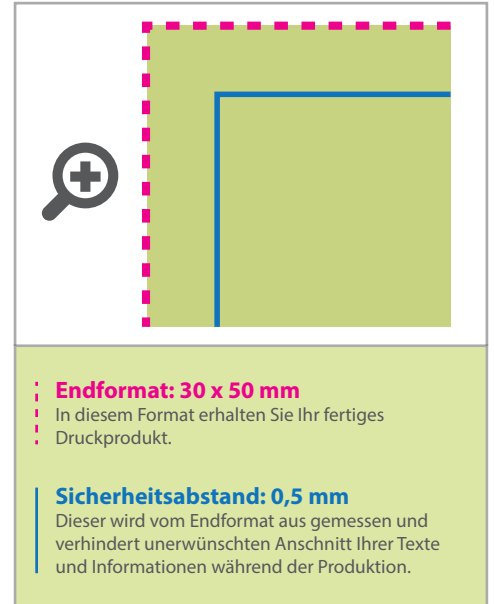 Endformat: 30 x 50 mm
In diesem Format erhalten Sie Ihr fertiges
Druckprodukt.
Sicherheitsabstand: 0,5 mm
Dieser wird vom Endformat aus gemessen und
verhindert unerwünschten Anschnitt Ihrer Texte
und Informationen während der Produktion.